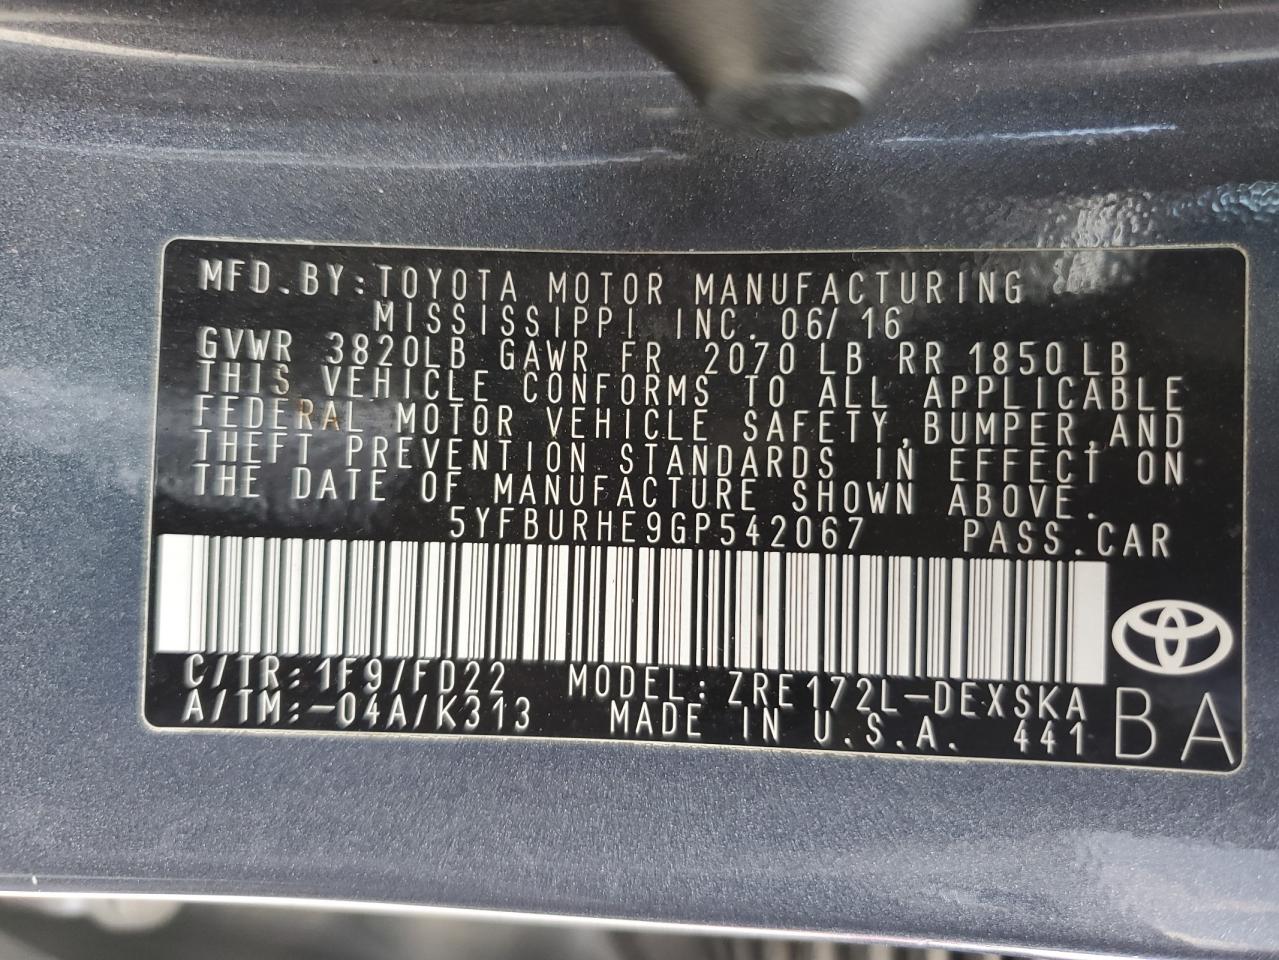 MFD.BY:TOYOTA MOTOR MANUFACTURING
MISSISSIPPI, INC. 06/16
GVWR 3820LB GAWR FR 2070LB RR 1850LB
THIS VEHICLE CONFORMS TO ALL APPLICABLE
FEDERAL MOTOR VEHICLE SAFETY,BUMPER,AND
THEFT PREVENTION STANDARDS IN EFFECT ON
THE DATE OF MANUFACTURE SHOWN ABOVE.
5YFBURHE9GP542067 PASS.CAR
C/TR:1F9/FD22 MODEL:ZRE172L-DEXSKA
A/TM:-04A/K313 MADE IN U.S.A. 441
BA